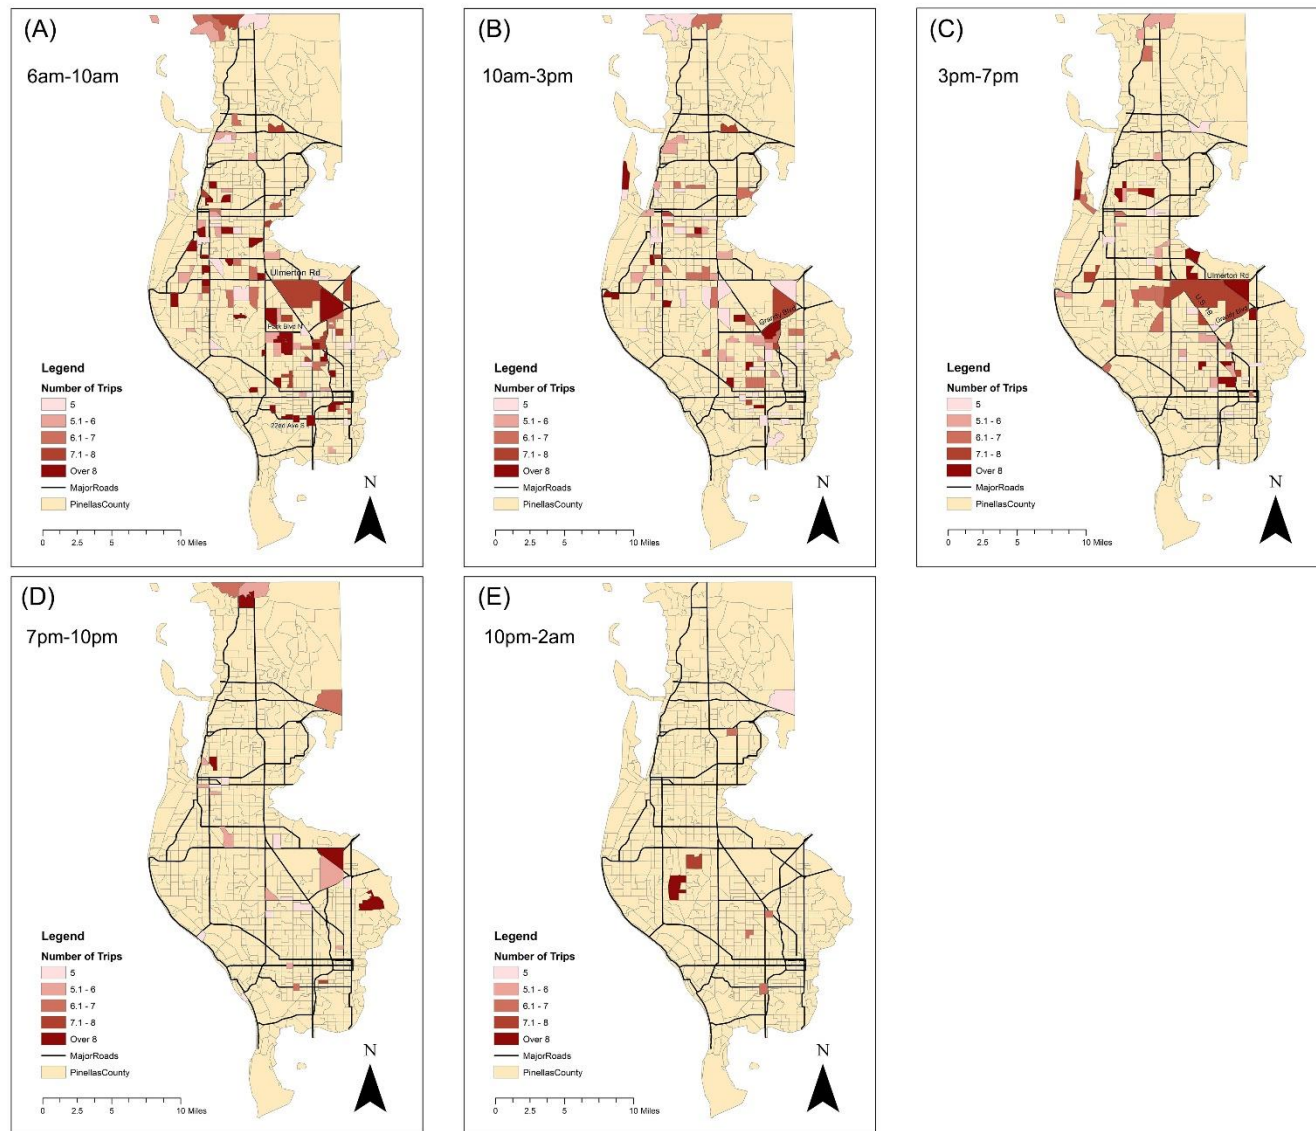 (A)
6am-10am
Ulmerton Rd
Park Blvd N
22nd Ave S
Legend
Number of Trips
5
5.1 - 6
6.1 - 7
7.1 - 8
Over 8
MajorRoads
PinellasCounty
N
0 2.5 5 10 Miles
(B)
10am-3pm
Grandy Blvd
Legend
Number of Trips
5
5.1 - 6
6.1 - 7
7.1 - 8
Over 8
MajorRoads
PinellasCounty
N
0 2.5 5 10 Miles
(C)
3pm-7pm
Ulmerton Rd
U.S. 19
Legend
Number of Trips
5
5.1 - 6
6.1 - 7
7.1 - 8
Over 8
MajorRoads
PinellasCounty
N
0 2.5 5 10 Miles
(D)
7pm-10pm
Legend
Number of Trips
5
5.1 - 6
6.1 - 7
7.1 - 8
Over 8
MajorRoads
PinellasCounty
N
0 2.5 5 10 Miles
(E)
10pm-2am
Legend
Number of Trips
5
5.1 - 6
6.1 - 7
7.1 - 8
Over 8
MajorRoads
PinellasCounty
N
0 2.5 5 10 Miles